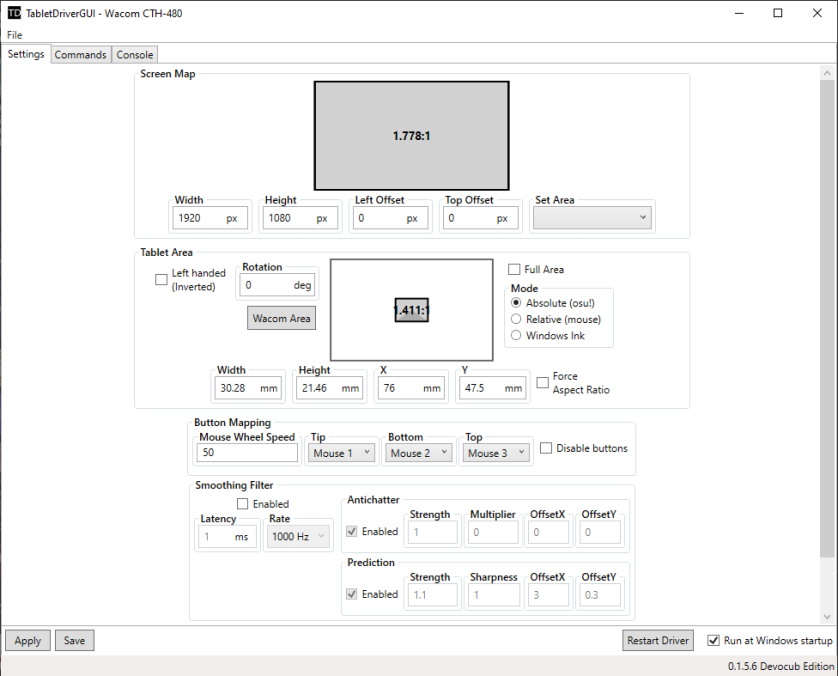 TD TabletDriverGUI - Wacom CTH-480
File
Settings Commands Console
Screen Map
1.778:1
Width Height Left Offset Top Offset Set Area
1920 px 1080 px 0 px 0 px
Tablet Area
Left handed
(Inverted)
Rotation
0 deg
Wacom Area
1.411:1
Full Area
Mode
Absolute (osu!)
Relative (mouse)
Windows Ink
Width Height X Y
30.28 mm 21.46 mm 76 mm 47.5 mm
Force
Aspect Ratio
Button Mapping
Mouse Wheel Speed Tip Bottom Top
50 Mouse 1 Mouse 2 Mouse 3 Disable buttons
Smoothing Filter
Enabled
Latency Rate
1 ms 1000 Hz
Antichatter
Strength Multiplier OffsetX OffsetY
Enabled 1 0 0 0
Prediction
Strength Sharpness OffsetX OffsetY
Enabled 1.1 1 3 0.3
Apply Save Restart Driver Run at Windows startup
0.1.5.6 Devocub Edition